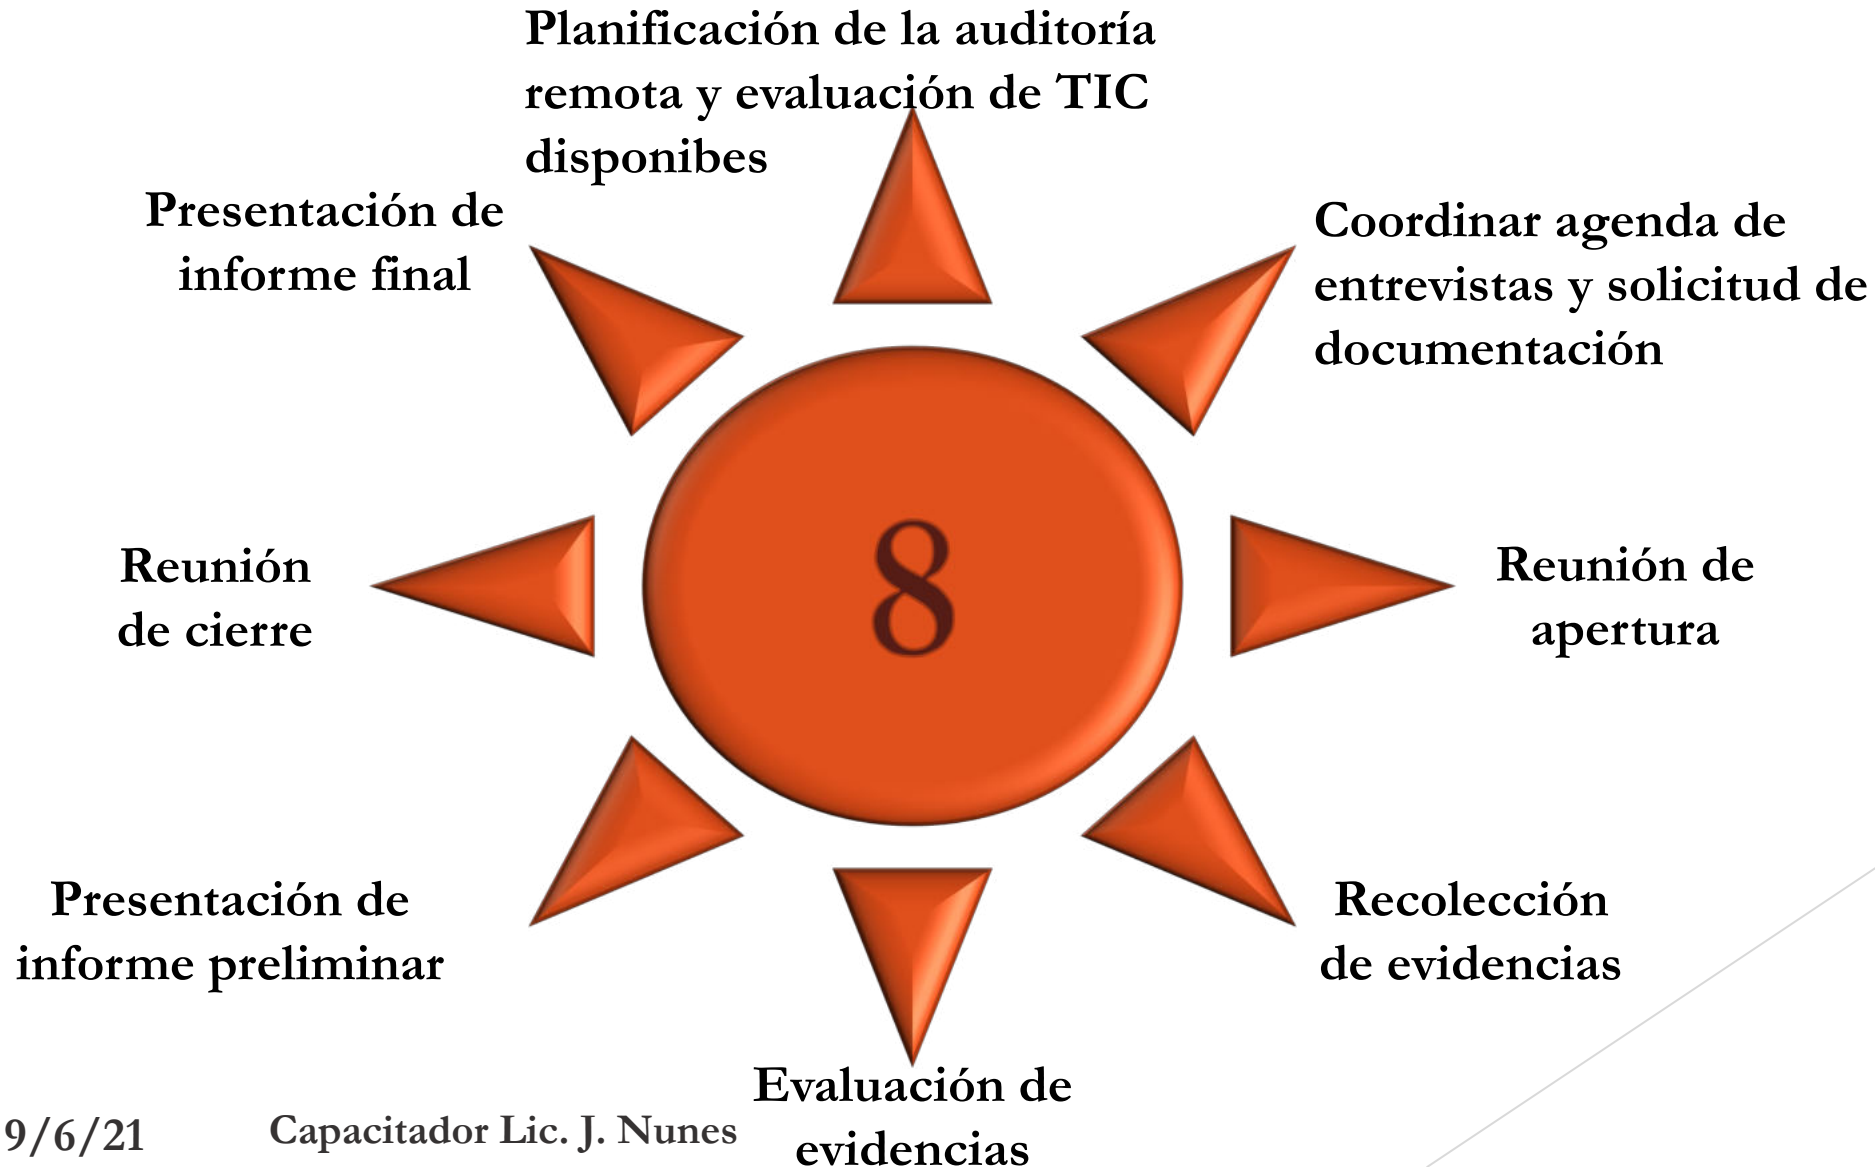 Planificación de la auditoría
remota y evaluación de TIC
disponibes
Coordinar agenda de
entrevistas y solicitud de
documentación
Reunión de
apertura
Recolección
de evidencias
Evaluación de
evidencias
Presentación de
informe preliminar
Reunión
de cierre
Presentación de
informe final
8
9/6/21
Capacitador Lic. J. Nunes